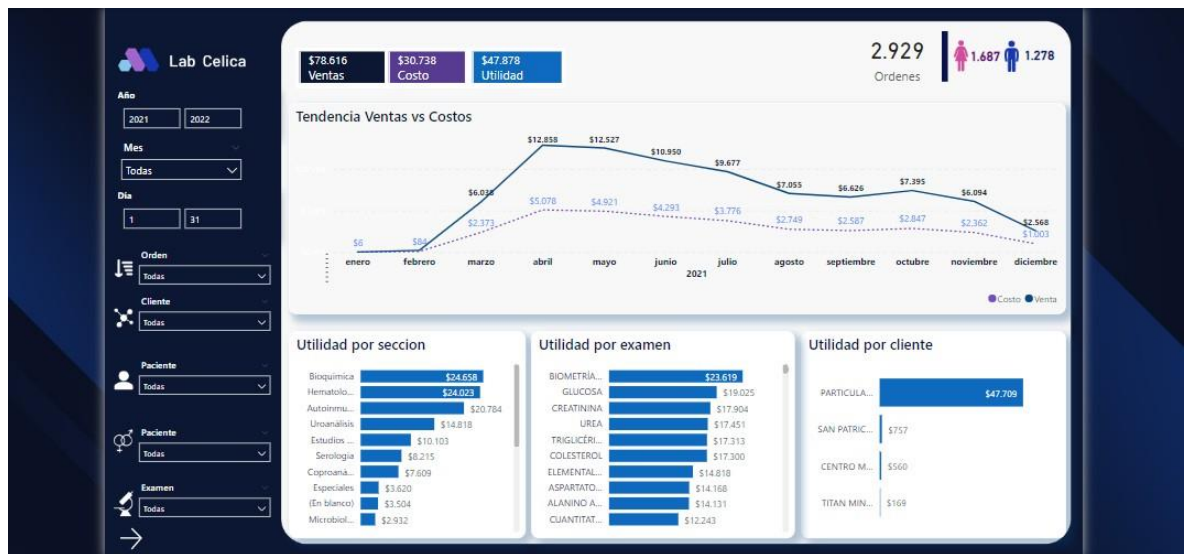 Lab Celica
Año
2021 2022
Mes
Todas
Dia
1 31
Orden
Todas
Cliente
Todas
Paciente
Todas
Paciente
Todas
Examen
Todas
$78.616 $30.738 $47.878
Ventas Costo Utilidad
2.929
Ordenes
1.687 1.278
Tendencia Ventas vs Costos
$12.858 $12.527 $10.950 $9.677 $7.055 $6.626 $7.395 $6.094 $2.568
$6 $84 $2.373 $5.078 $4.921 $4.293 $3.776 $2.749 $2.587 $2.847 $2.362 $1.003
enero febrero marzo abril mayo junio julio agosto septiembre octubre noviembre diciembre
2021
Costo Venta
Utilidad por seccion
Bioquimica $24.658
Hematolo... $24.023
Autoinmu... $20.784
Uroanálisis $14.818
Estudios ... $10.103
Serología $8.215
Coproaná... $7.609
Especiales $3.620
(En blanco) $3.504
Microbiol... $2.932
Utilidad por examen
BIOMETRÍA... $23.619
GLUCOSA $19.025
CREATININA $17.904
UREA $17.451
TRIGLICÉRI... $17.313
COLESTEROL $17.300
ELEMENTAL... $14.818
ASPARTATO... $14.168
ALANINO A... $14.131
CUANTITAT... $12.243
Utilidad por cliente
PARTICULA... $47.709
SAN PATRIC... $757
CENTRO M... $560
TITAN MIN... $169